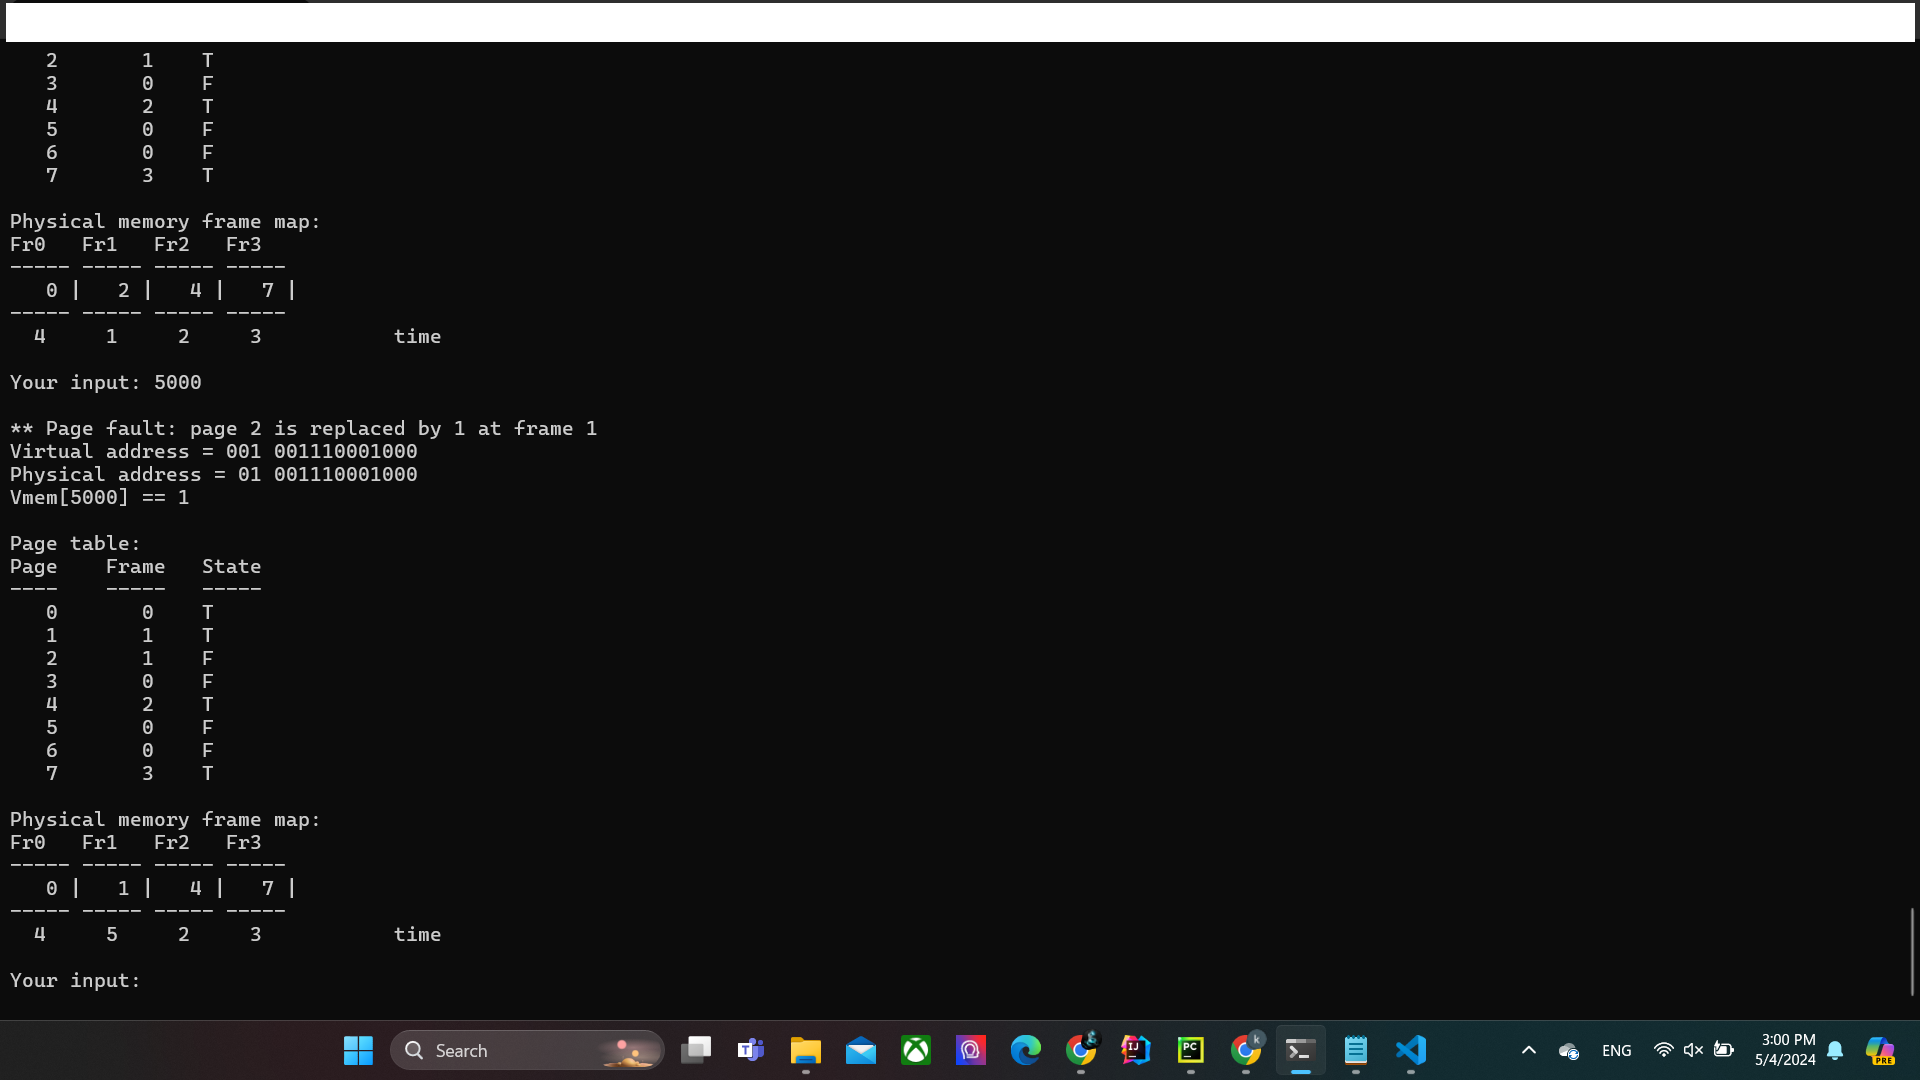 2       1    T
   3       0    F
   4       2    T
   5       0    F
   6       0    F
   7       3    T
Physical memory frame map:
Fr0   Fr1   Fr2   Fr3
----- ----- ----- -----
   0 |   2 |   4 |   7 |
----- ----- ----- -----
  4     1     2     3           time
Your input: 5000
** Page fault: page 2 is replaced by 1 at frame 1
Virtual address = 001 001110001000
Physical address = 01 001110001000
Vmem[5000] == 1
Page table:
Page    Frame   State
----    -----   -----
   0       0    T
   1       1    T
   2       1    F
   3       0    F
   4       2    T
   5       0    F
   6       0    F
   7       3    T
Physical memory frame map:
Fr0   Fr1   Fr2   Fr3
----- ----- ----- -----
   0 |   1 |   4 |   7 |
----- ----- ----- -----
  4     5     2     3           time
Your input:
Search
T
IJ
PC
k
ENG
3:00 PM
5/4/2024
PRE